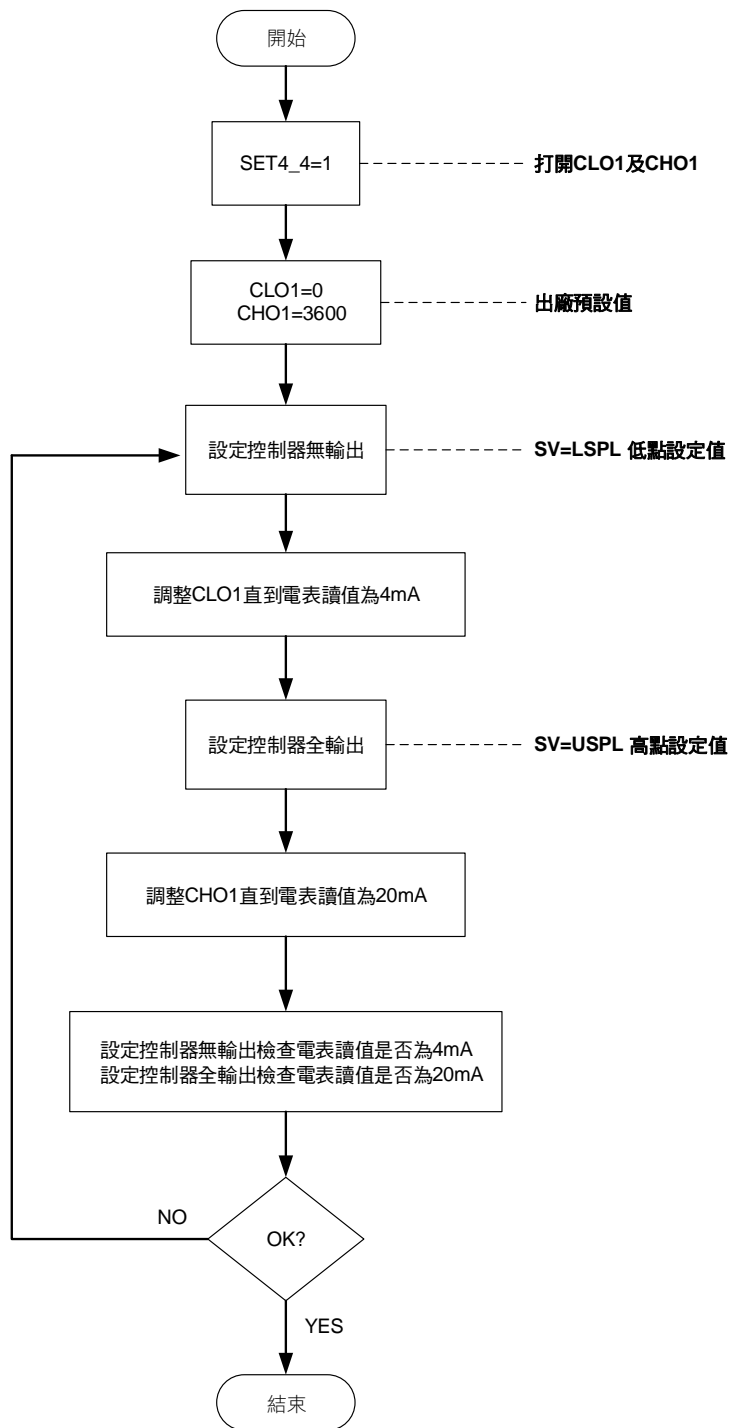 開始
SET4_4=1
打開CLO1及CHO1
CLO1=0
CHO1=3600
出廠預設值
設定控制器無輸出
SV=LSPL 低點設定值
調整CLO1直到電表讀值為4mA
設定控制器全輸出
SV=USPL 高點設定值
調整CHO1直到電表讀值為20mA
設定控制器無輸出檢查電表讀值是否為4mA
設定控制器全輸出檢查電表讀值是否為20mA
NO
OK?
YES
結束